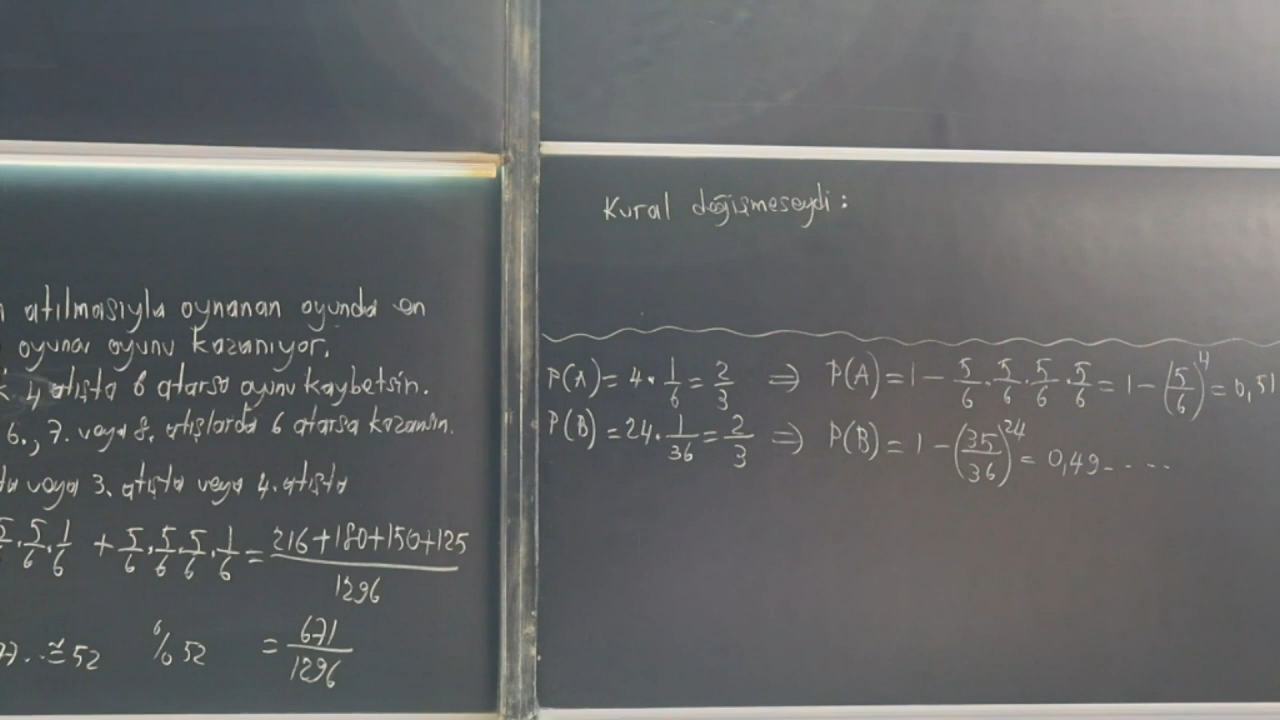 atılmasıyla oynanan oyunda en
oyuncu oyunu kazanıyor.
4 atışta 6 atarsa oyunu kaybetsin.
6., 7. veya 8. atışlarda 6 atarsa kazansın.
veya 3. atışta veya 4. atışta
5/6 · 5/6 · 1/6 + 5/6 · 5/6 · 5/6 · 1/6 = (216+180+150+125)/1296
.. ≅ 52 % 52 = 671/1296
Kural değişmeseydi :
P(A) = 4 · 1/6 = 2/3 ⇒ P(A) = 1 − 5/6 · 5/6 · 5/6 · 5/6 = 1 − (5/6)^4 = 0,51
P(B) = 24 · 1/36 = 2/3 ⇒ P(B) = 1 − (35/36)^24 = 0,49.....